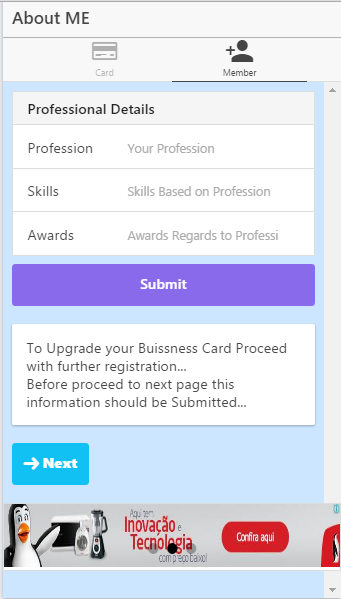 About ME
Card
Member
Professional Details
Profession Your Profession
Skills Skills Based on Profession
Awards Awards Regards to Professi
Submit
To Upgrade your Buissness Card Proceed
with further registration...
Before proceed to next page this
information should be Submitted...
Next
Aqui tem
Inovação e
Tecnologia
com preço baixo!
Confira aqui